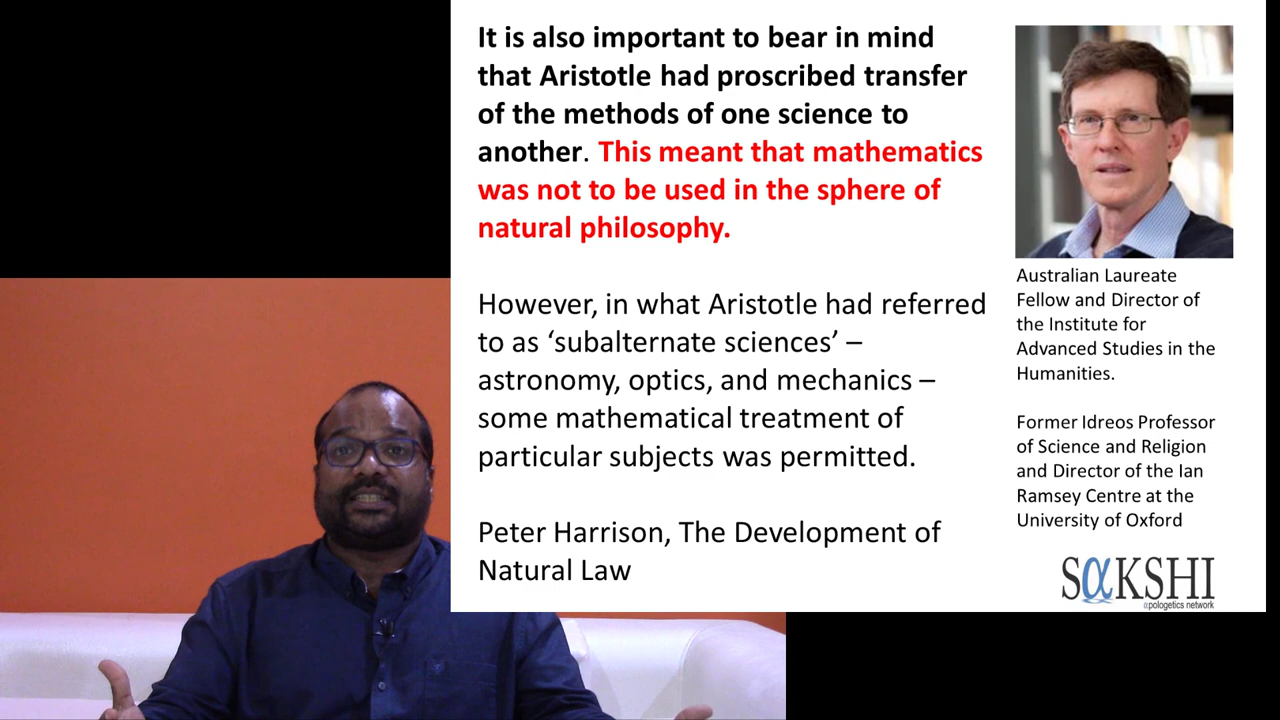 It is also important to bear in mind
that Aristotle had proscribed transfer
of the methods of one science to
another. This meant that mathematics
was not to be used in the sphere of
natural philosophy.
However, in what Aristotle had referred
to as ‘subalternate sciences’ –
astronomy, optics, and mechanics –
some mathematical treatment of
particular subjects was permitted.
Peter Harrison, The Development of
Natural Law
Australian Laureate
Fellow and Director of
the Institute for
Advanced Studies in the
Humanities.
Former Idreos Professor
of Science and Religion
and Director of the Ian
Ramsey Centre at the
University of Oxford
SαKSHI
αpologetics network